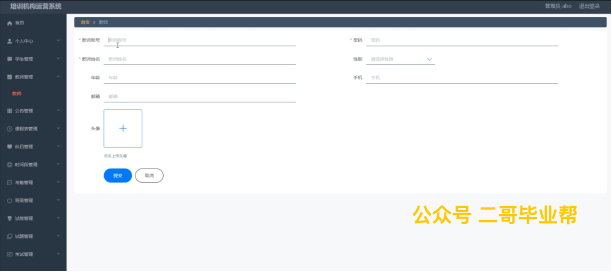 培训机构运营系统
管理员 abo 退出登录
首页
个人中心
学生管理
教师管理
教师
公告管理
课程表管理
科目管理
时间段管理
班级管理
试卷管理
试题管理
考试管理
首页 > 教师
* 教师账号 教师账号
* 密码 密码
* 教师姓名 教师姓名
性别 请选择性别
年龄 年龄
手机 手机
邮箱 邮箱
头像 +
点击上传头像
提交 取消
公众号 二哥毕业帮